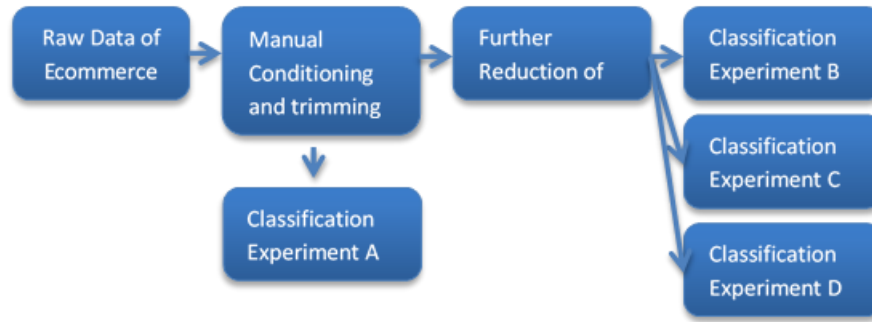 Raw Data of
Ecommerce
Manual
Conditioning
and trimming
Further
Reduction of
Classification
Experiment B
Classification
Experiment C
Classification
Experiment A
Classification
Experiment D